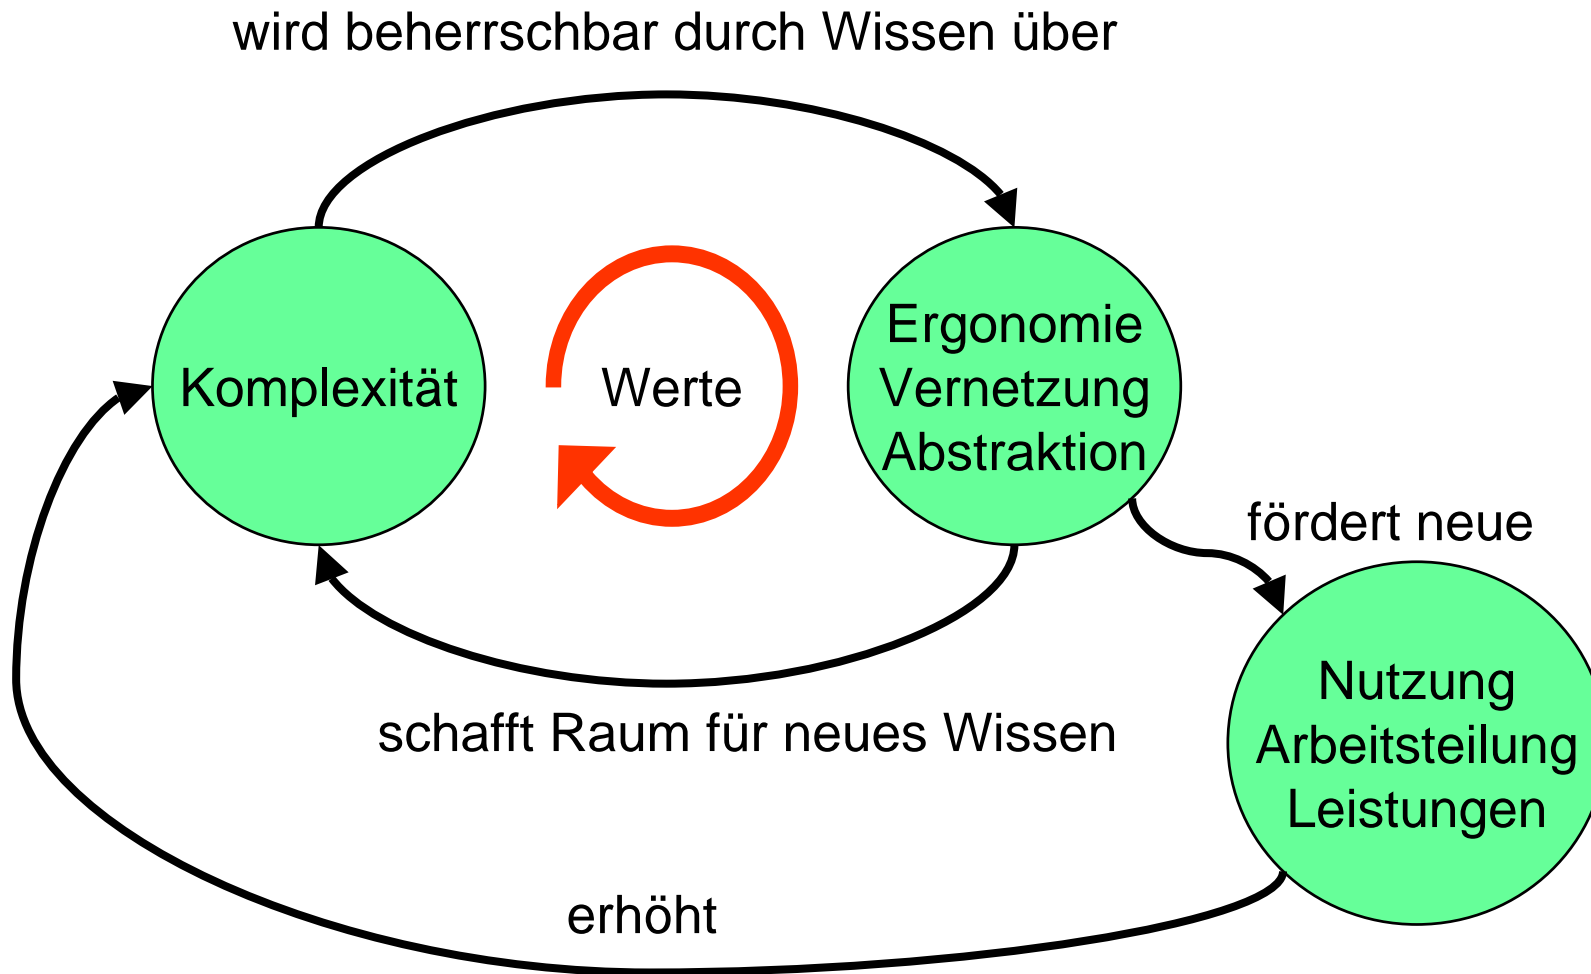 wird beherrschbar durch Wissen über
Komplexität
Werte
Ergonomie
Vernetzung
Abstraktion
fördert neue
Nutzung
Arbeitsteilung
Leistungen
schafft Raum für neues Wissen
erhöht